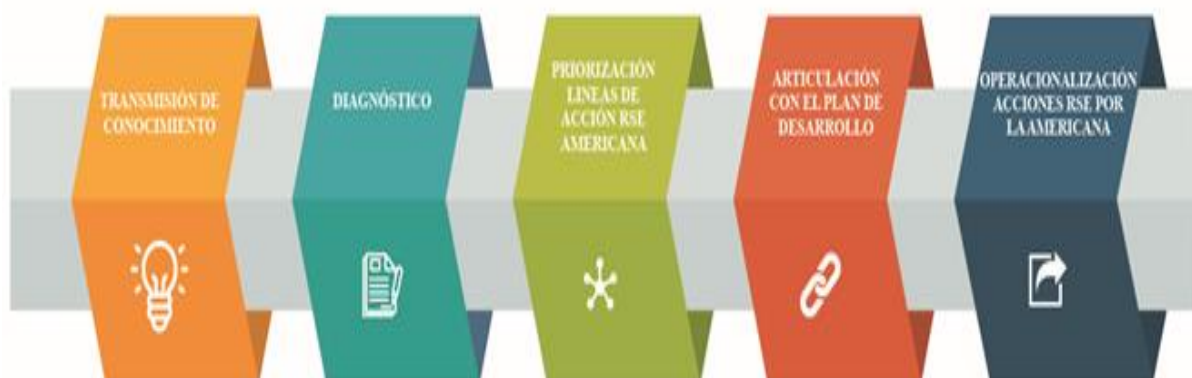 TRANSMISIÓN DE
CONOCIMIENTO
DIAGNÓSTICO
PRIORIZACIÓN
LINEAS DE
ACCIÓN RSE
AMERICANA
ARTICULACIÓN
CON EL PLAN DE
DESARROLLO
OPERACIONALIZACIÓN
ACCIONES RSE POR
LA AMERICANA